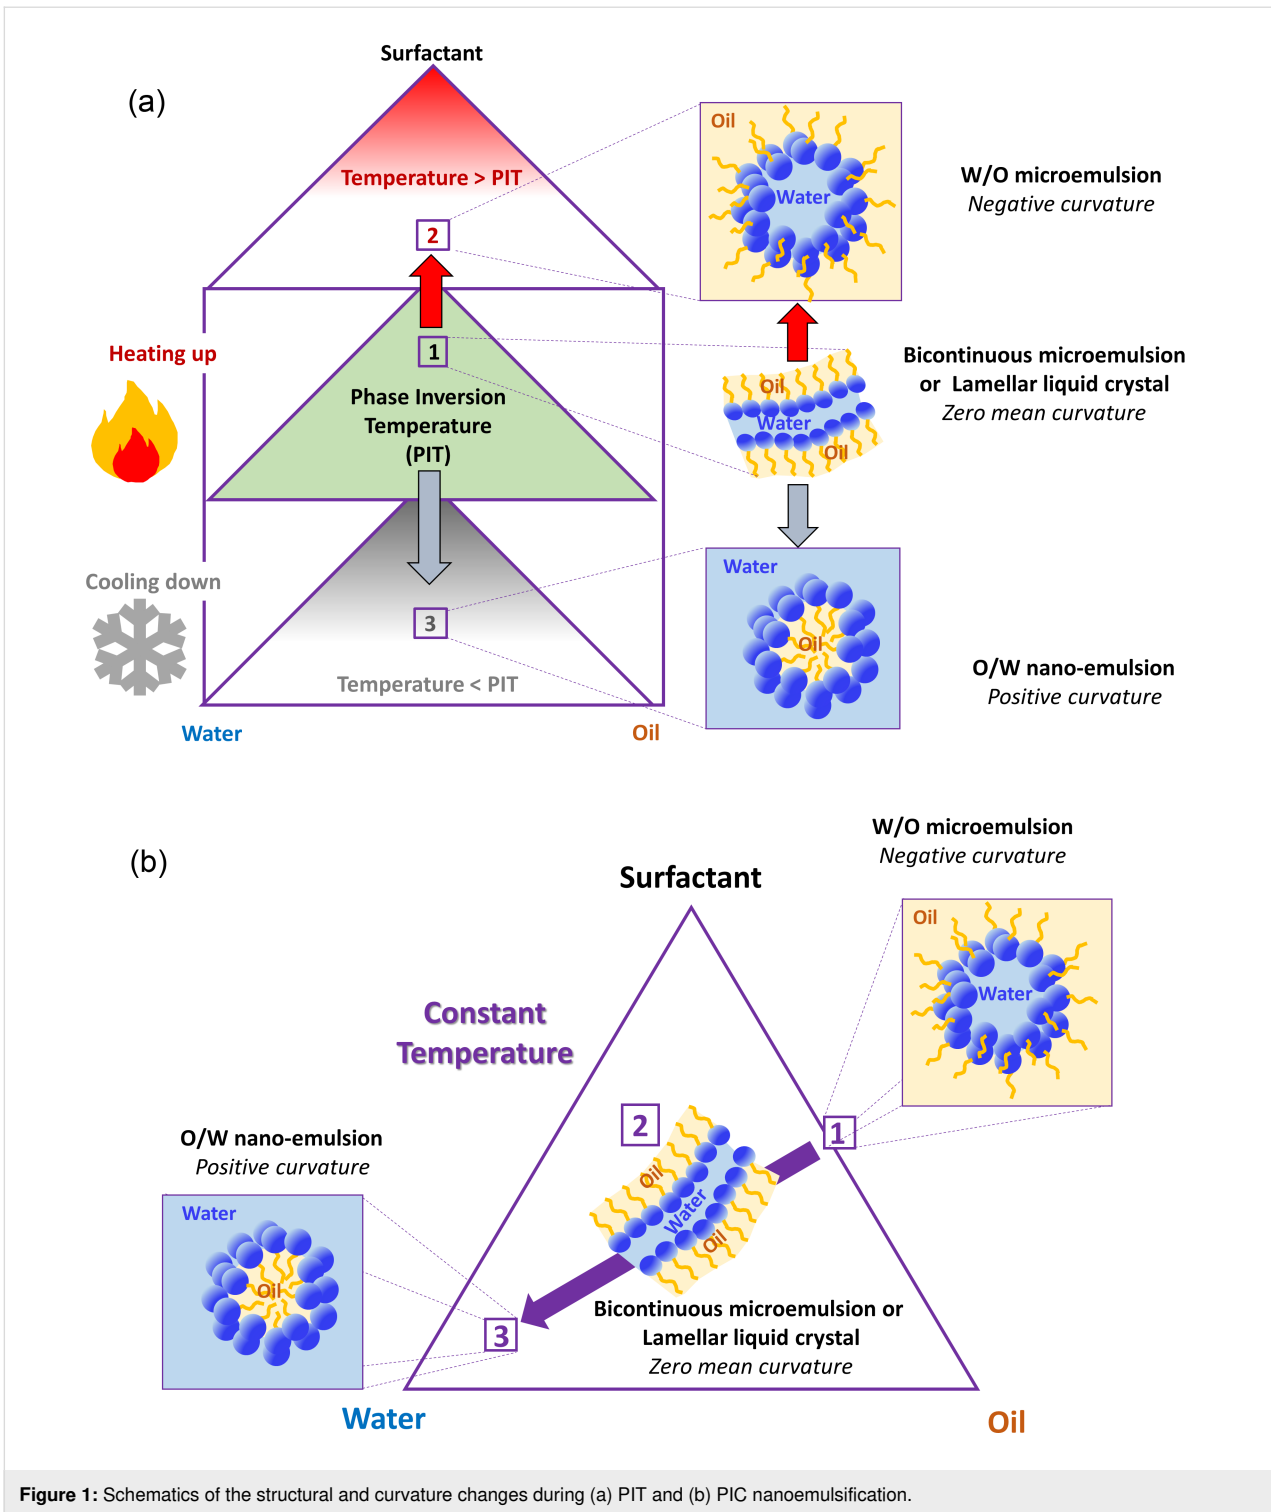 Surfactant
(a)
Oil
Temperature > PIT
Water
W/O microemulsion
Negative curvature
2
Heating up
1
Phase Inversion
Temperature
(PIT)
Oil
Water
Oil
Bicontinuous microemulsion
or Lamellar liquid crystal
Zero mean curvature
Cooling down
3
Temperature < PIT
Water
Oil
O/W nano-emulsion
Positive curvature
Water
Oil
(b)
W/O microemulsion
Negative curvature
Surfactant
Oil
Water
Constant
Temperature
1
2
Oil
Water
Oil
O/W nano-emulsion
Positive curvature
Water
Oil
3
Bicontinuous microemulsion or
Lamellar liquid crystal
Zero mean curvature
Water
Oil
Figure 1: Schematics of the structural and curvature changes during (a) PIT and (b) PIC nanoemulsification.